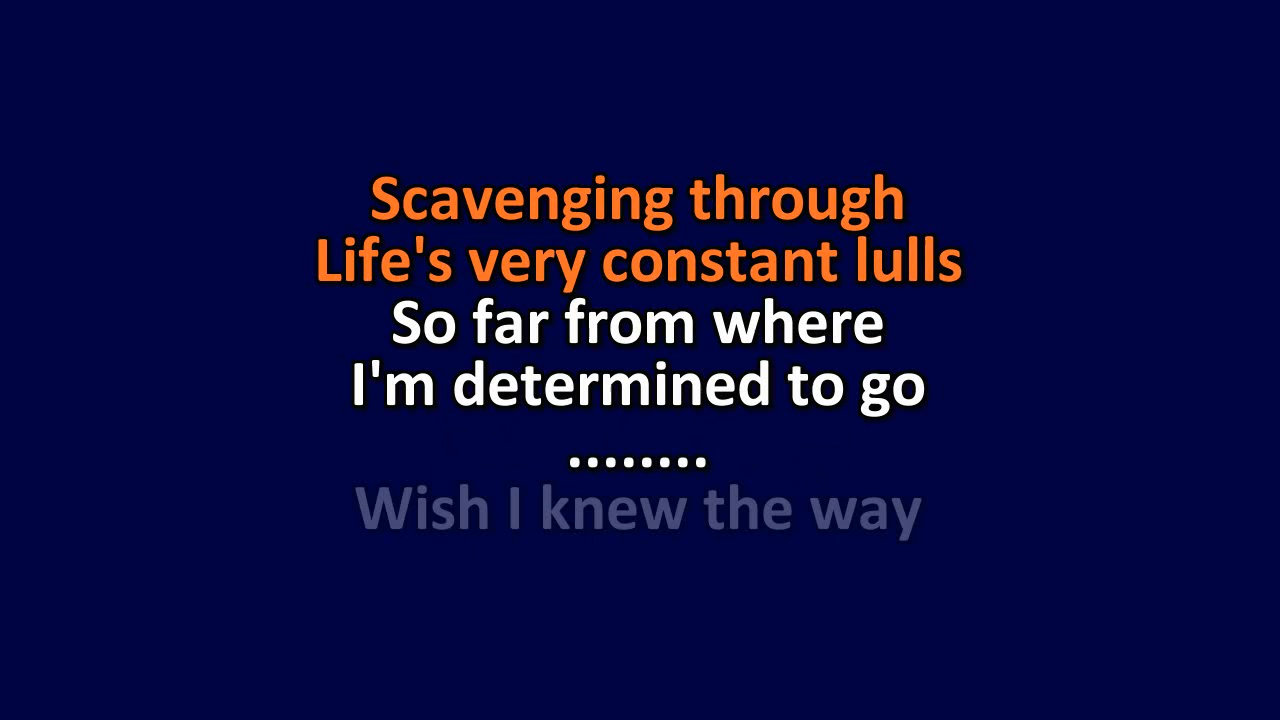 Scavenging through
Life's very constant lulls
So far from where
I'm determined to go
........
Wish I knew the way